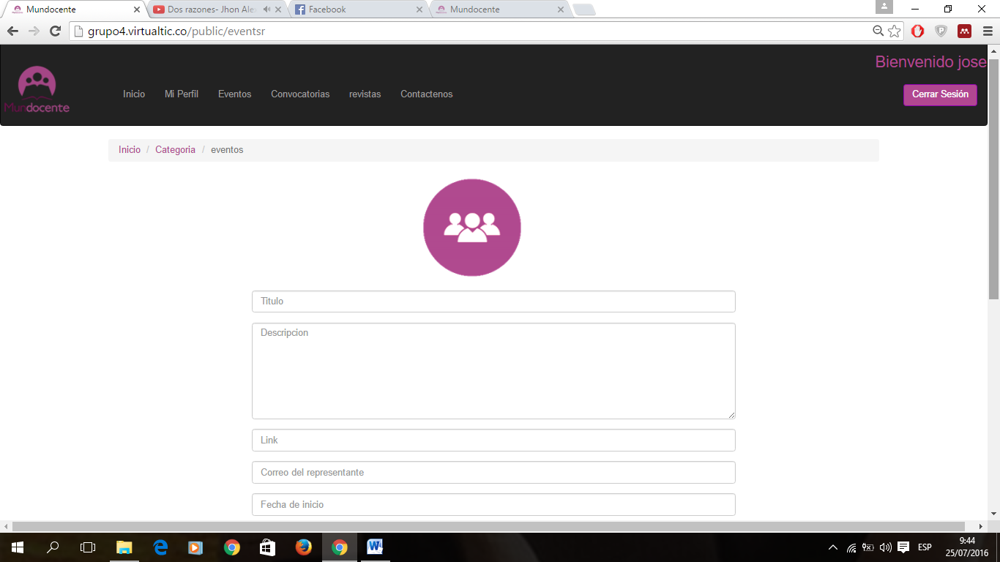 Mundocente
Dos razones- Jhon Ale
Facebook
Mundocente
grupo4.virtualtic.co/public/eventsr
Bienvenido jose
Mundocente
Inicio
Mi Perfil
Eventos
Convocatorias
revistas
Contactenos
Cerrar Sesión
Inicio / Categoria / eventos
Titulo
Descripcion
Link
Correo del representante
Fecha de inicio
ESP
9:44
25/07/2016